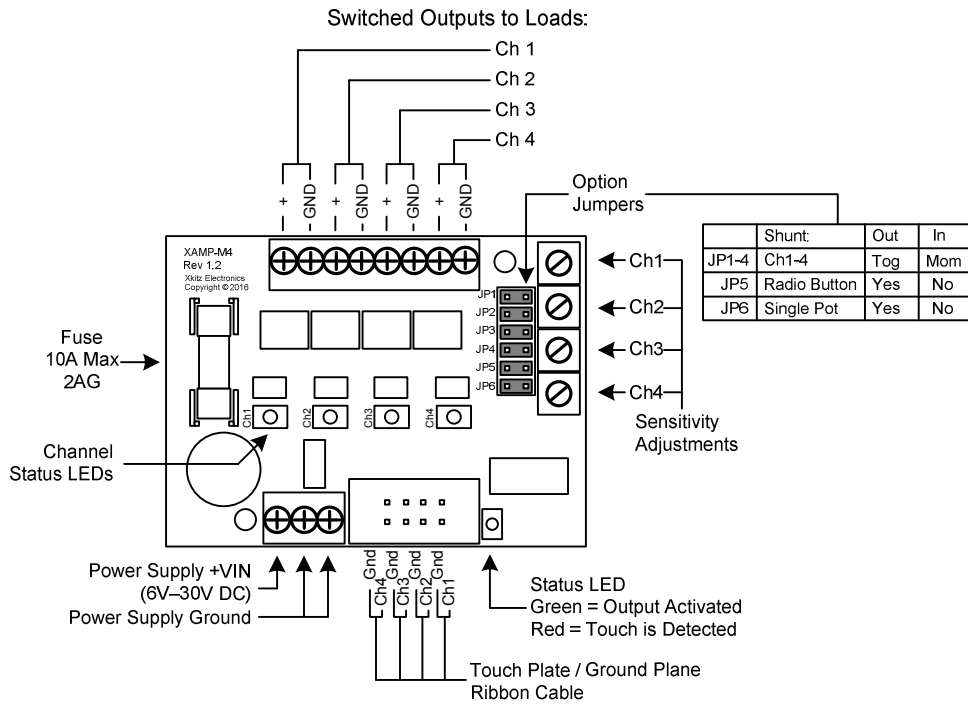 Switched Outputs to Loads:
Ch 1
Ch 2
Ch 3
Ch 4
+ GND + GND + GND + GND
Option
Jumpers
Shunt: Out In
JP1-4 Ch1-4 Tog Mom
JP5 Radio Button Yes No
JP6 Single Pot Yes No
XAMP-M4
Rev 1.2
Xkitz Electronics
Copyright © 2016
JP1
JP2
JP3
JP4
JP5
JP6
Ch1
Ch2
Ch3
Ch4
Sensitivity
Adjustments
Fuse
10A Max
2AG
Ch1 Ch2 Ch3 Ch4
Channel
Status LEDs
Power Supply +VIN
(6V–30V DC)
Power Supply Ground
Gnd Gnd Gnd Gnd
Ch4 Ch3 Ch2 Ch1
Status LED
Green = Output Activated
Red = Touch is Detected
Touch Plate / Ground Plane
Ribbon Cable